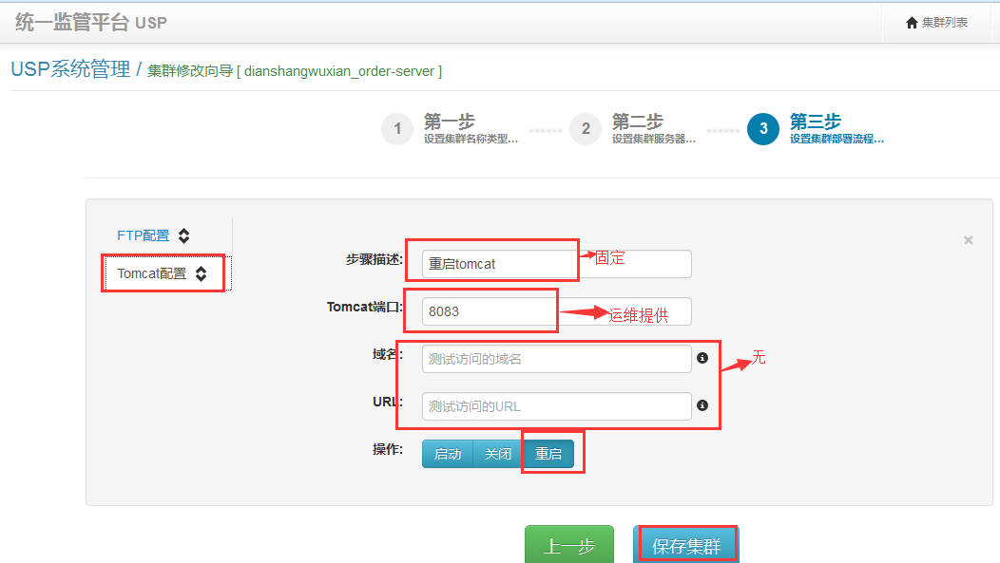 统一监管平台 USP
集群列表
USP系统管理 / 集群修改向导 [ dianshangwuxian_order-server ]
1 第一步
设置集群名称类型...
2 第二步
设置集群服务器...
3 第三步
设置集群部署流程...
FTP配置
Tomcat配置
×
步骤描述: 重启tomcat 固定
Tomcat端口: 8083 运维提供
域名: 测试访问的域名 无
URL: 测试访问的URL
操作: 启动 关闭 重启
上一步 保存集群